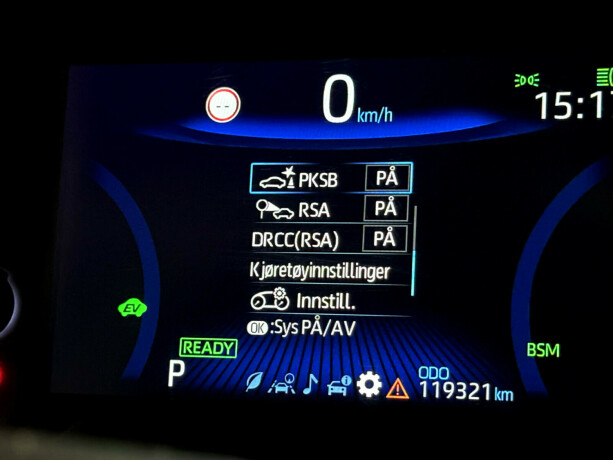 --
0 km/h
15:17
PKSB PÅ
RSA PÅ
DRCC(RSA) PÅ
Kjøretøyinnstillinger
Innstill.
OK :Sys PÅ/AV
EV
READY
BSM
P
ODO
119321 km